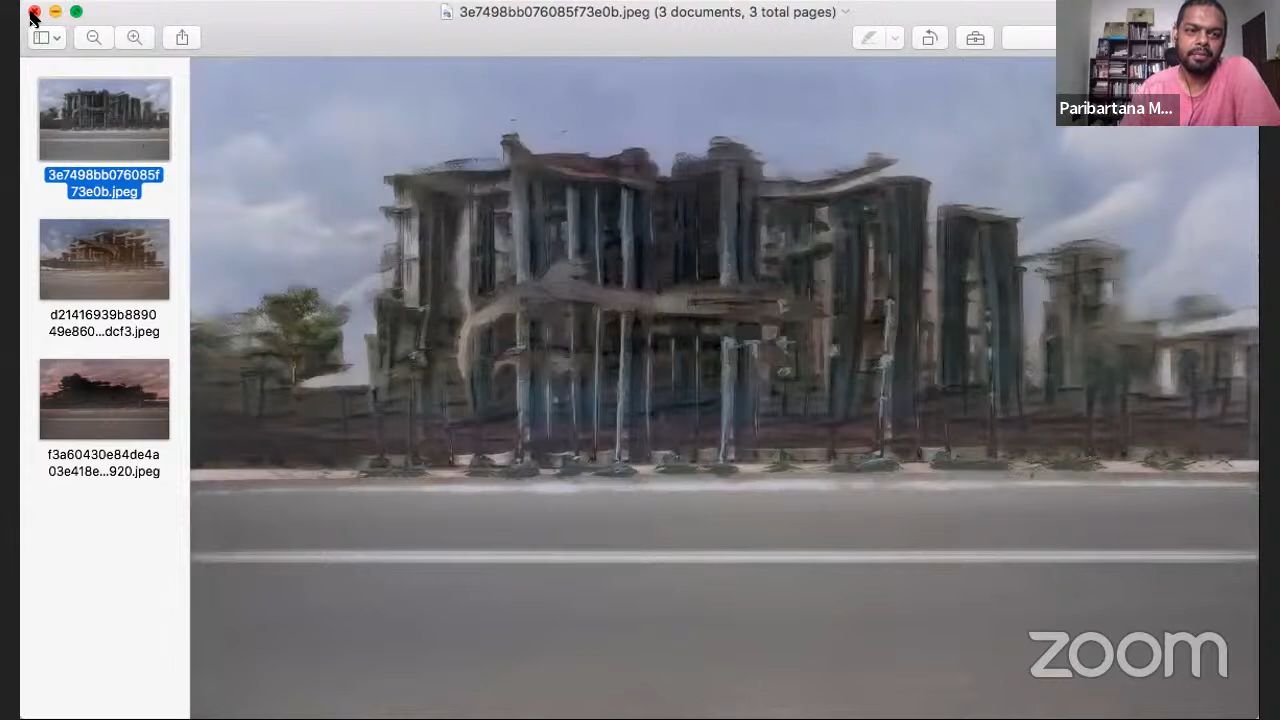 3e7498bb076085f73e0b.jpeg (3 documents, 3 total pages)
Paribartana M...
3e7498bb076085f
73e0b.jpeg
d21416939b8890
49e860...dcf3.jpeg
f3a60430e84de4a
03e418e...920.jpeg
zoom